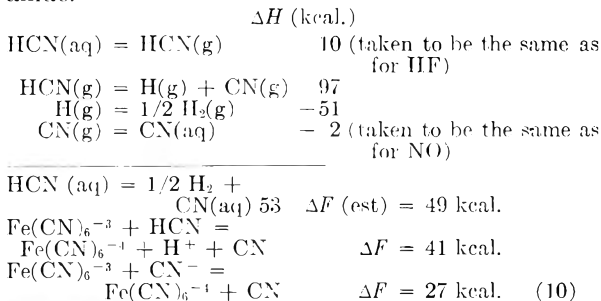 ΔH (kcal.)
HCN(aq) = HCN(g) 10 (taken to be the same as
for HF)
HCN(g) = H(g) + CN(g) 97
H(g) = 1/2 H₂(g) −51
CN(g) = CN(aq) − 2 (taken to be the same as
for NO)
HCN (aq) = 1/2 H₂ +
CN(aq) 53 ΔF (est) = 49 kcal.
Fe(CN)₆⁻³ + HCN =
Fe(CN)₆⁻⁴ + H⁺ + CN ΔF = 41 kcal.
Fe(CN)₆⁻³ + CN⁻ =
Fe(CN)₆⁻⁴ + CN ΔF = 27 kcal. (10)